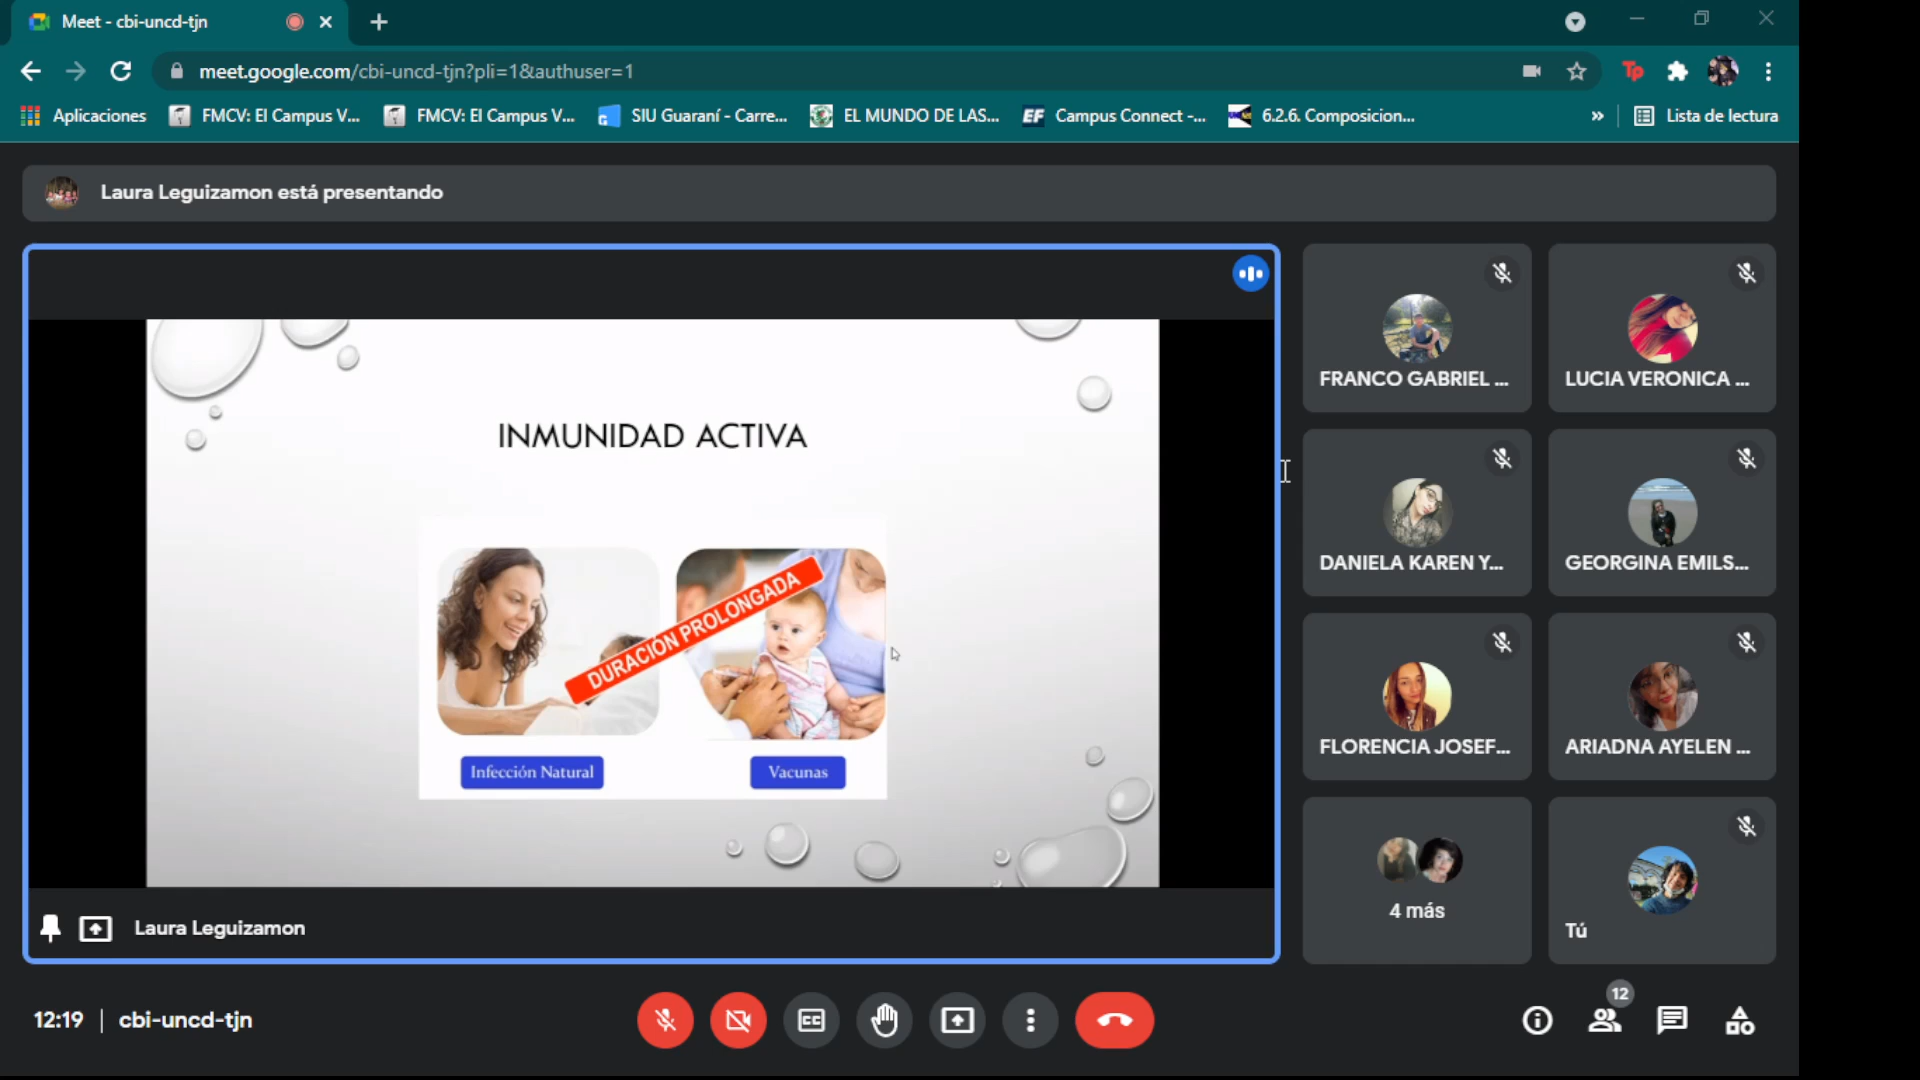 Meet - cbi-uncd-tjn
meet.google.com/cbi-uncd-tjn?pli=1&authuser=1
Tp
Aplicaciones
FMCV: El Campus V...
FMCV: El Campus V...
SIU Guaraní - Carre...
EL MUNDO DE LAS...
EF Campus Connect -...
6.2.6. Composicion...
»
Lista de lectura
Laura Leguizamon está presentando
INMUNIDAD ACTIVA
DURACIÓN PROLONGADA
Infección Natural
Vacunas
Laura Leguizamon
FRANCO GABRIEL ...
LUCIA VERONICA ...
DANIELA KAREN Y...
GEORGINA EMILS...
FLORENCIA JOSEF...
ARIADNA AYELEN ...
4 más
Tú
12:19 | cbi-uncd-tjn
CC
12